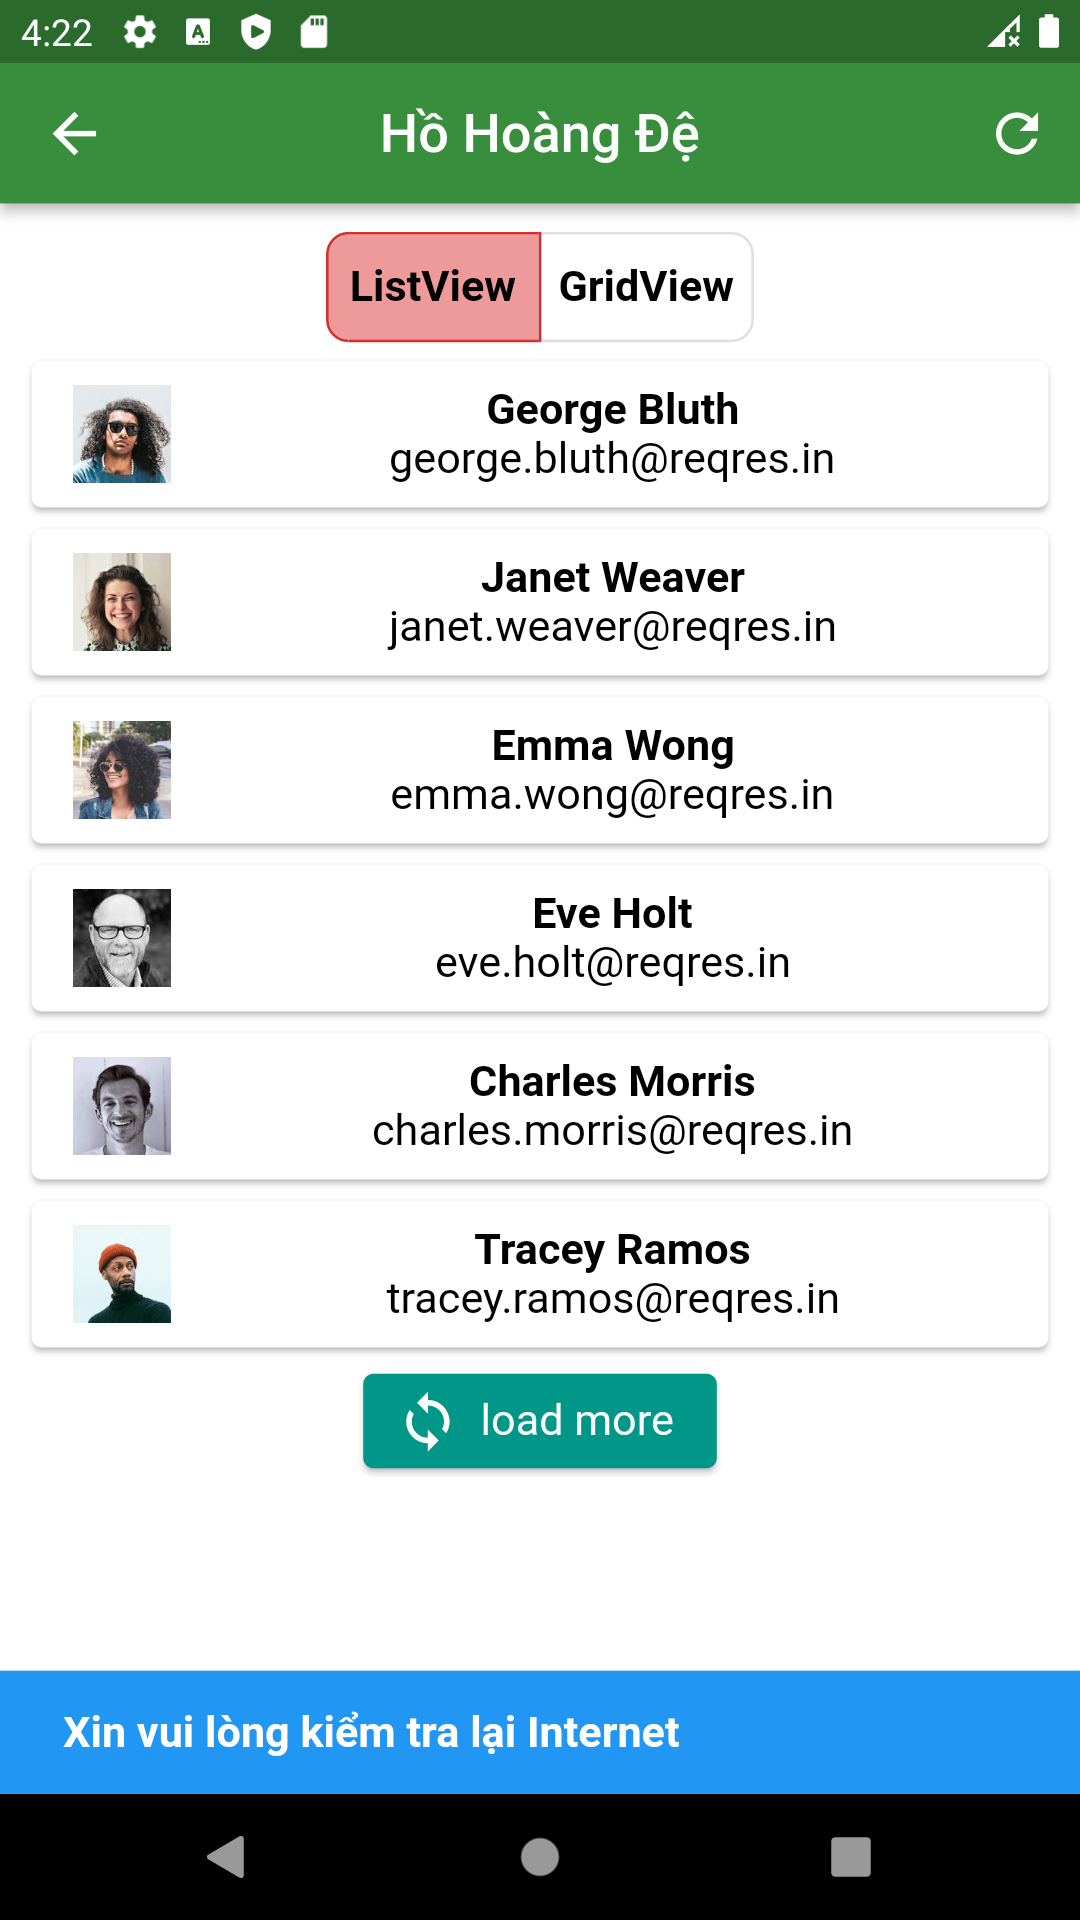 4:22
Hồ Hoàng Đệ
ListView GridView
George Bluth
george.bluth@reqres.in
Janet Weaver
janet.weaver@reqres.in
Emma Wong
emma.wong@reqres.in
Eve Holt
eve.holt@reqres.in
Charles Morris
charles.morris@reqres.in
Tracey Ramos
tracey.ramos@reqres.in
load more
Xin vui lòng kiểm tra lại Internet